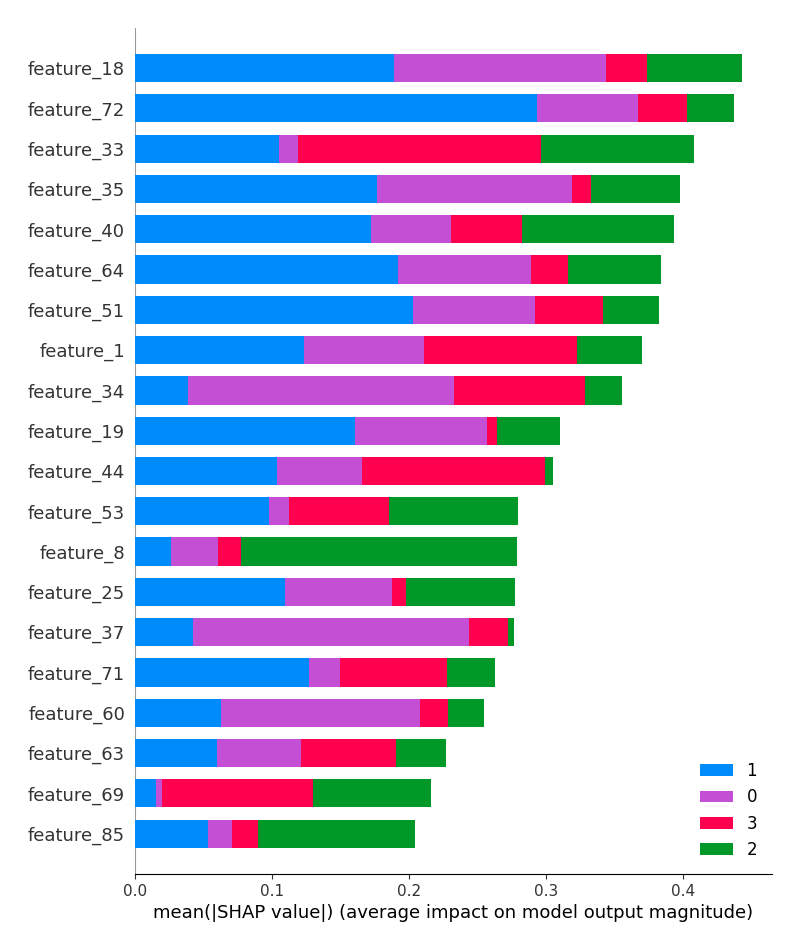 feature_18
feature_72
feature_33
feature_35
feature_40
feature_64
feature_51
feature_1
feature_34
feature_19
feature_44
feature_53
feature_8
feature_25
feature_37
feature_71
feature_60
feature_63
feature_69
feature_85
1
0
3
2
0.0 0.1 0.2 0.3 0.4
mean(|SHAP value|) (average impact on model output magnitude)